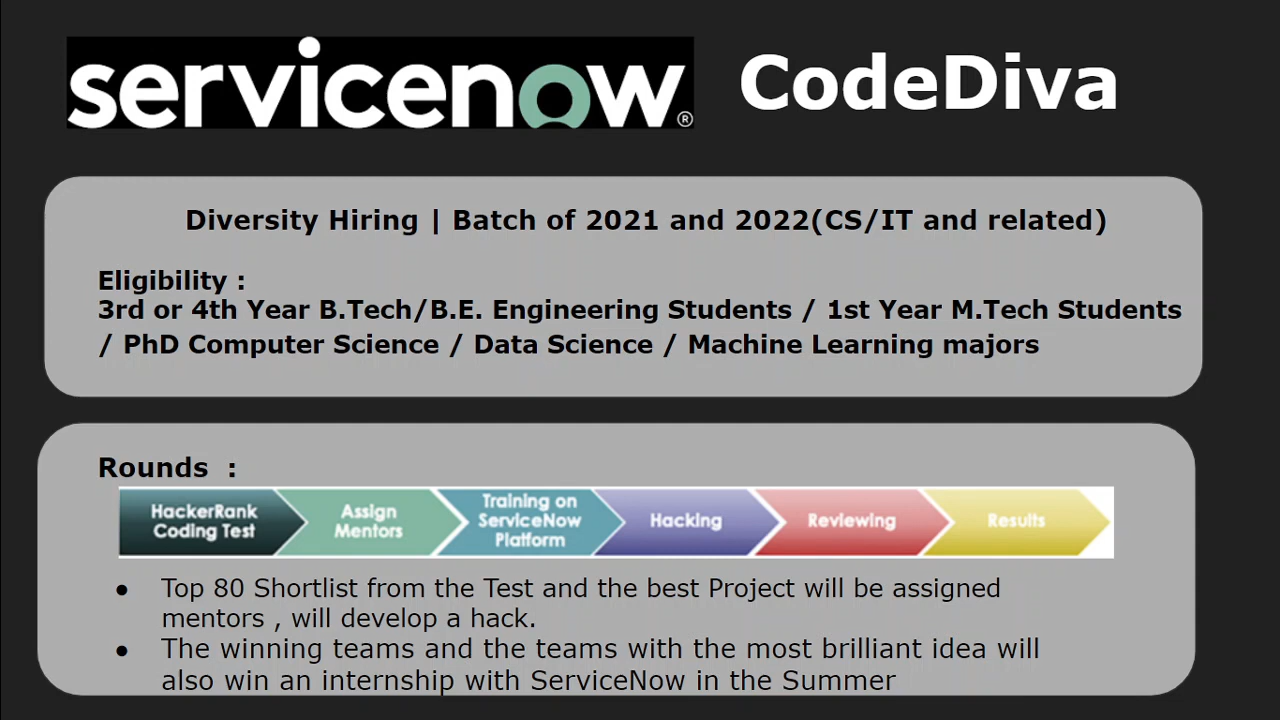 servicenow® CodeDiva
Diversity Hiring | Batch of 2021 and 2022(CS/IT and related)
Eligibility :
3rd or 4th Year B.Tech/B.E. Engineering Students / 1st Year M.Tech Students
/ PhD Computer Science / Data Science / Machine Learning majors
Rounds :
HackerRank
Coding Test
Assign
Mentors
Training on
ServiceNow
Platform
Hacking
Reviewing
Results
● Top 80 Shortlist from the Test and the best Project will be assigned
mentors , will develop a hack.
● The winning teams and the teams with the most brilliant idea will
also win an internship with ServiceNow in the Summer